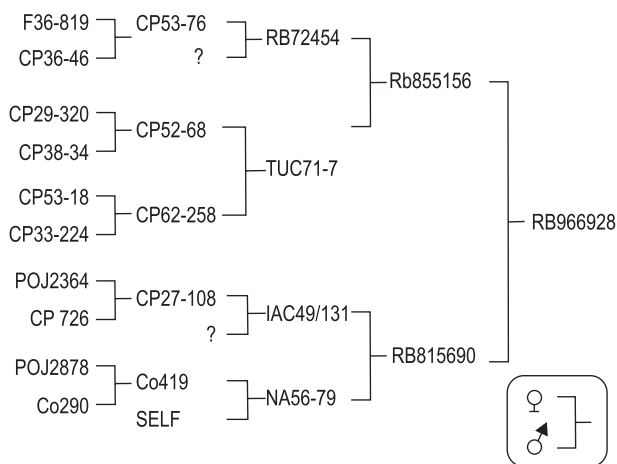 F36-819
CP36-46
CP53-76
?
RB72454
Rb855156
CP29-320
CP38-34
CP52-68
TUC71-7
CP53-18
CP33-224
CP62-258
RB966928
POJ2364
CP 726
CP27-108
?
IAC49/131
RB815690
POJ2878
Co290
Co419
SELF
NA56-79